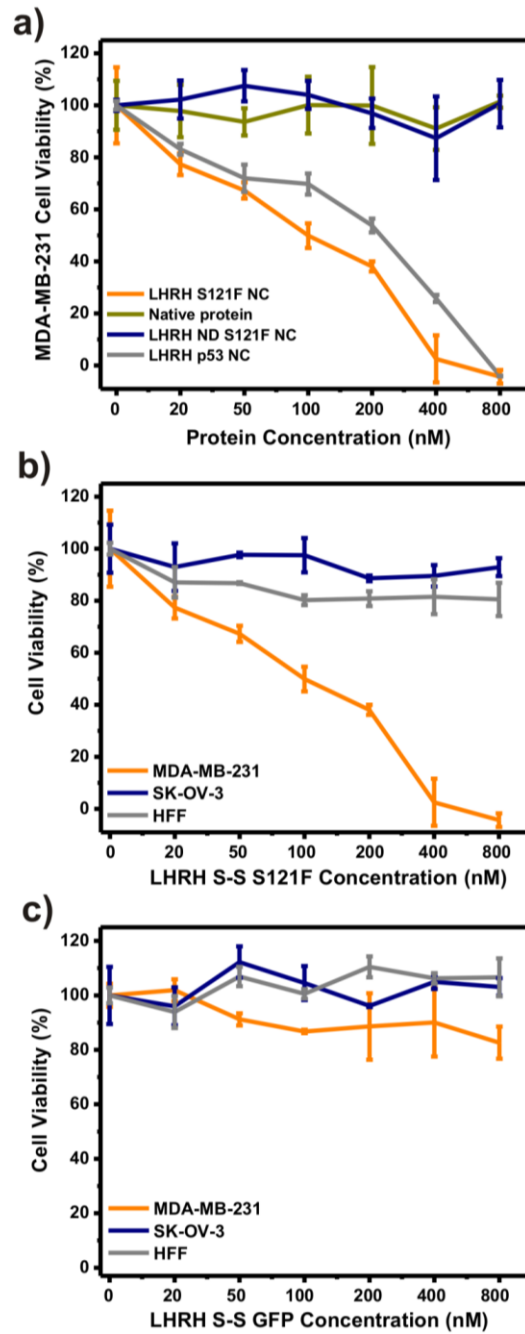 a)
MDA-MB-231 Cell Viability (%)
120
100
80
60
40
20
0
LHRH S121F NC
Native protein
LHRH ND S121F NC
LHRH p53 NC
0 20 50 100 200 400 800
Protein Concentration (nM)
b)
Cell Viability (%)
120
100
80
60
40
20
0
MDA-MB-231
SK-OV-3
HFF
0 20 50 100 200 400 800
LHRH S-S S121F Concentration (nM)
c)
Cell Viability (%)
120
100
80
60
40
20
0
MDA-MB-231
SK-OV-3
HFF
0 20 50 100 200 400 800
LHRH S-S GFP Concentration (nM)